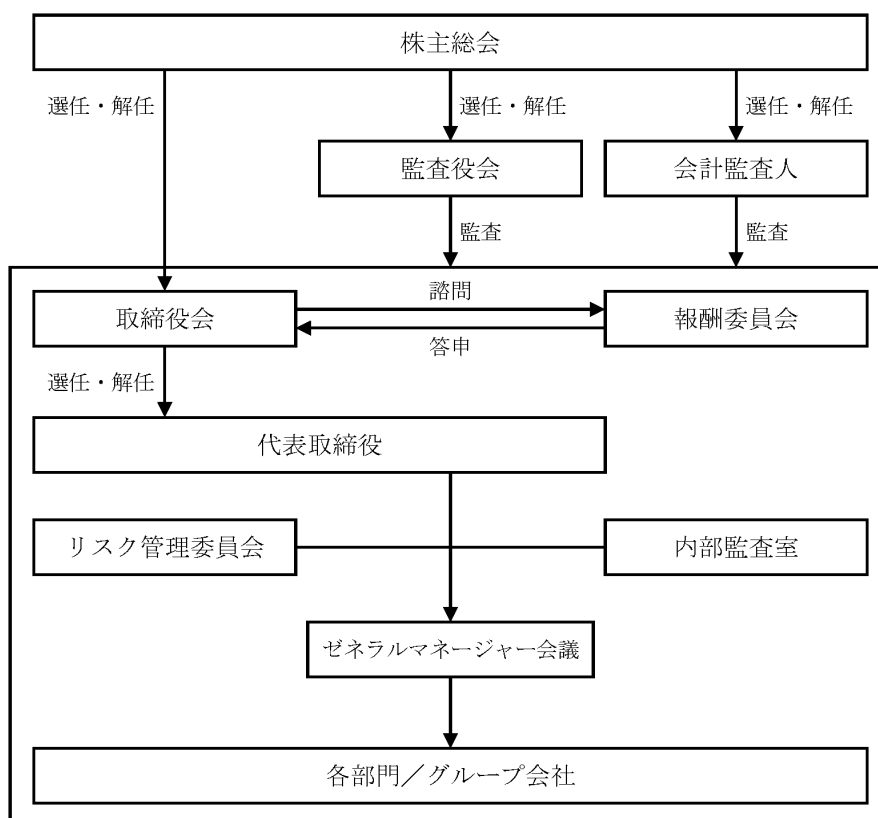 株主総会
選任・解任
選任・解任
選任・解任
監査役会
会計監査人
監査
監査
取締役会
諮問
報酬委員会
答申
選任・解任
代表取締役
リスク管理委員会
内部監査室
ゼネラルマネージャー会議
各部門／グループ会社